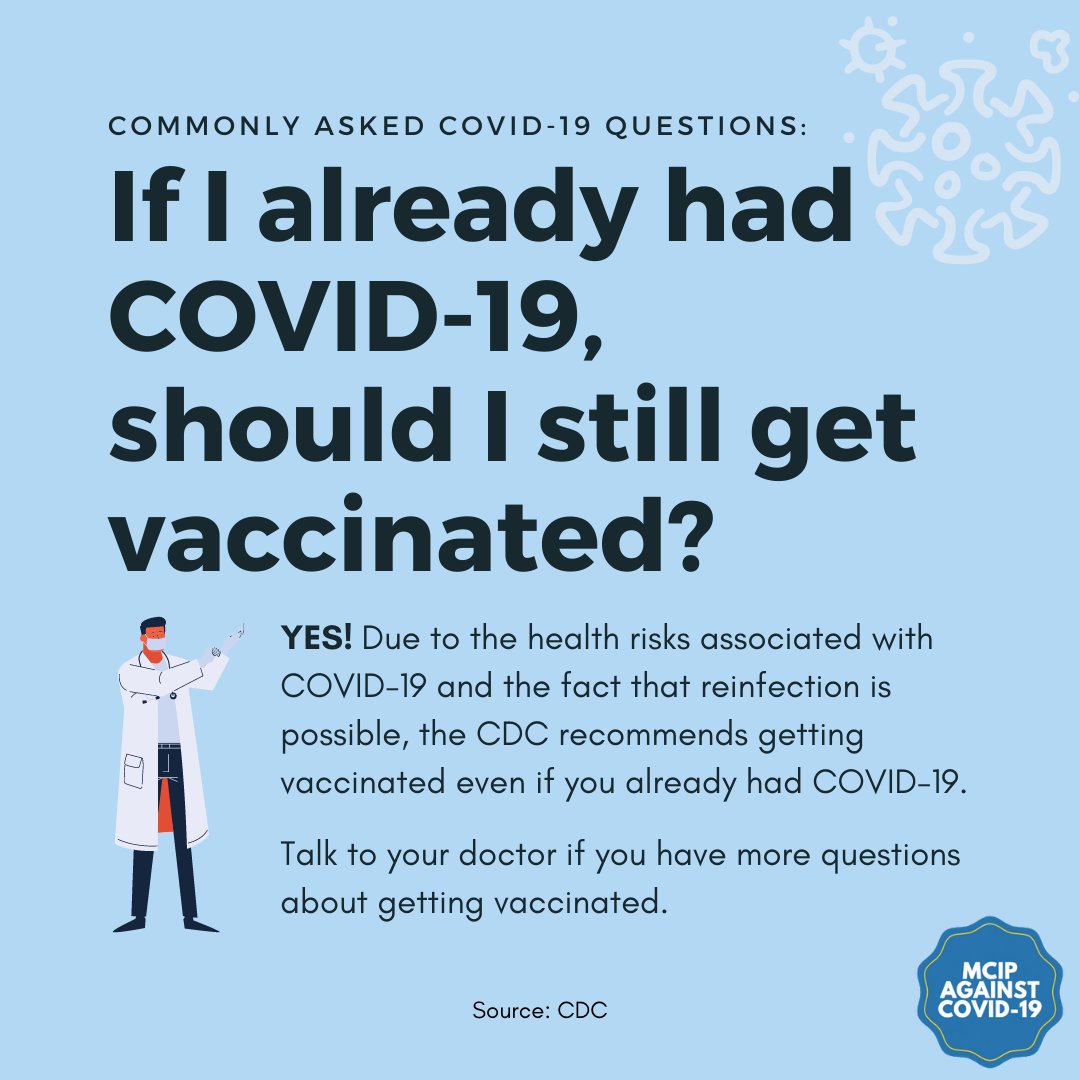 COMMONLY ASKED COVID-19 QUESTIONS:
If I already had
COVID-19,
should I still get
vaccinated?
YES! Due to the health risks associated with
COVID-19 and the fact that reinfection is
possible, the CDC recommends getting
vaccinated even if you already had COVID-19.
Talk to your doctor if you have more questions
about getting vaccinated.
Source: CDC
MCIP
AGAINST
COVID-19